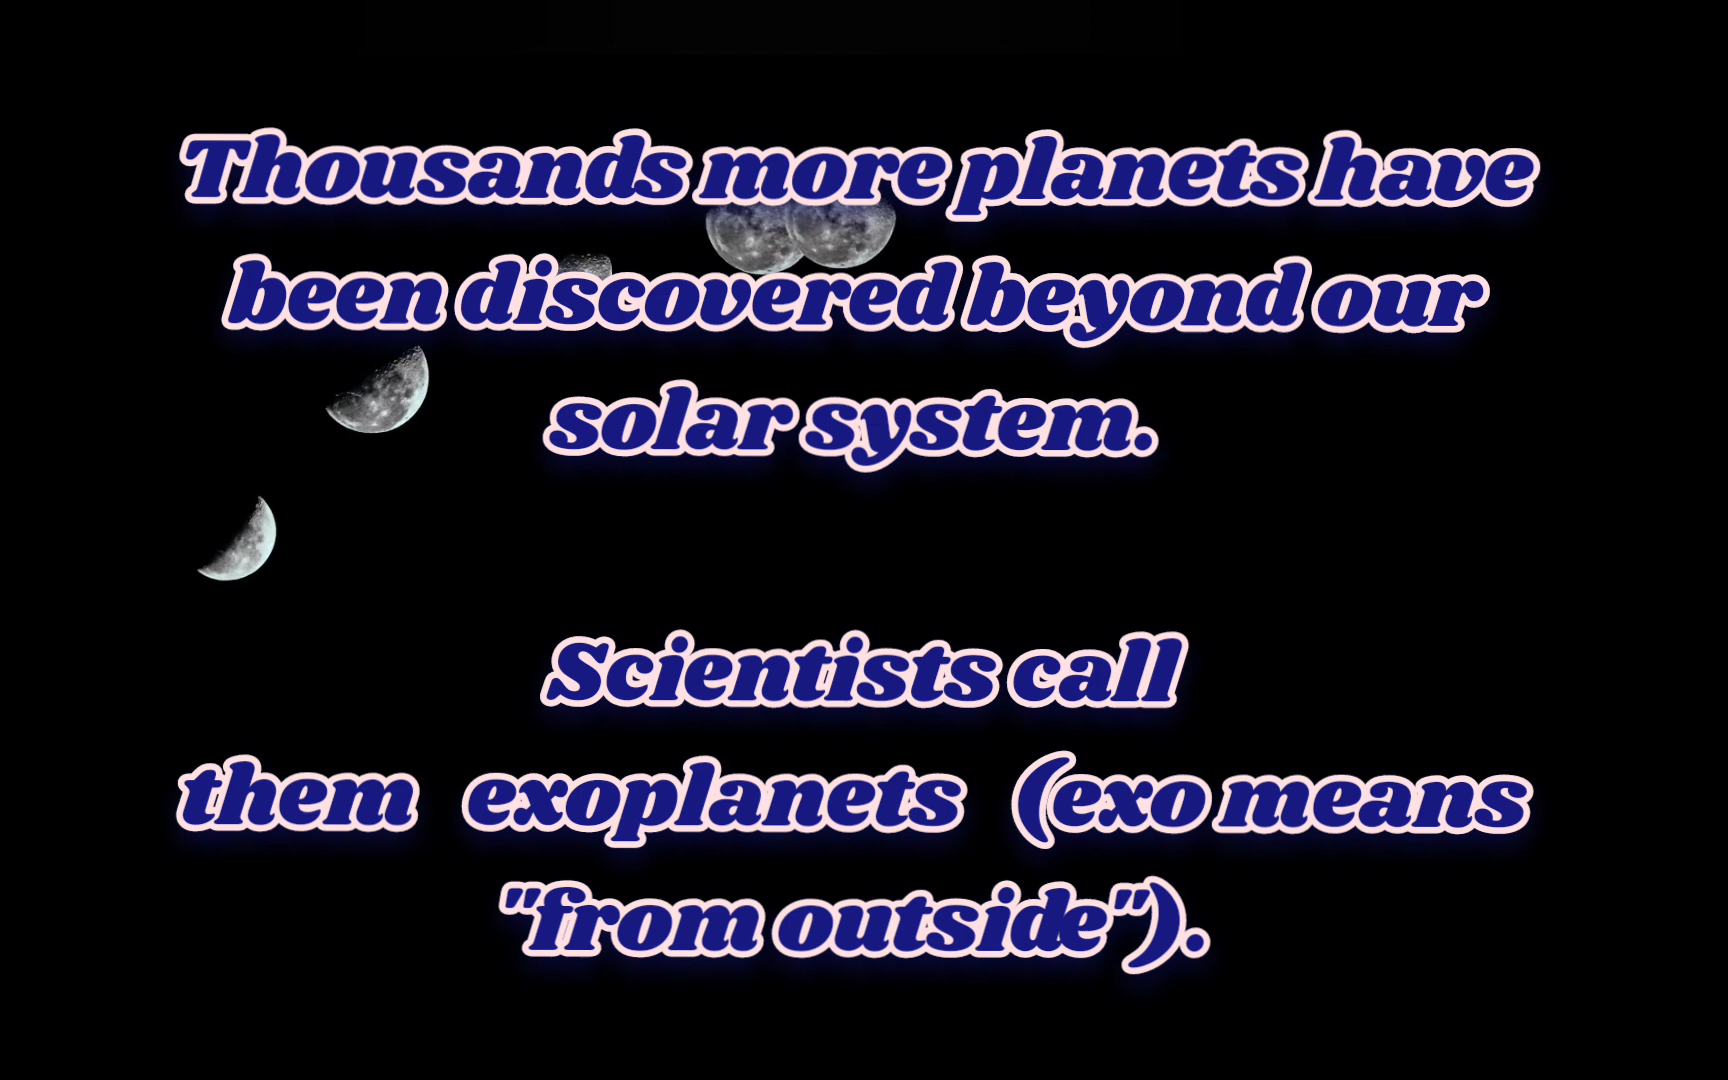 Thousands more planets have
been discovered beyond our
solar system.
Scientists call
them exoplanets (exo means
"from outside").